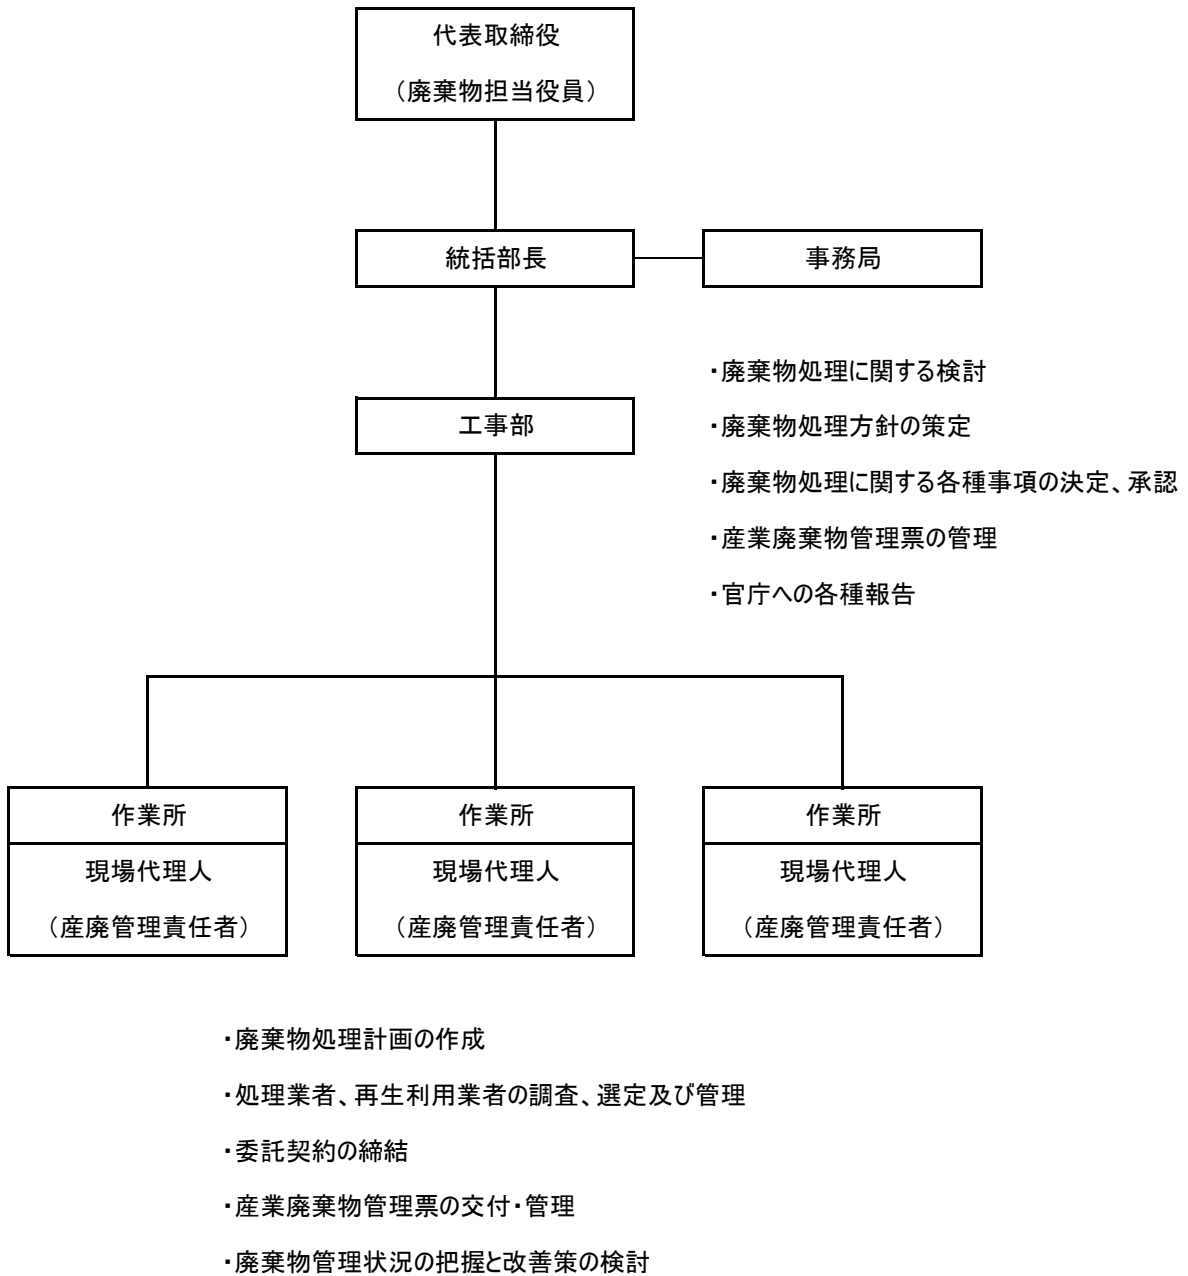 代表取締役
（廃棄物担当役員）
統括部長
事務局
・廃棄物処理に関する検討
工事部
・廃棄物処理方針の策定
・廃棄物処理に関する各種事項の決定、承認
・産業廃棄物管理票の管理
・官庁への各種報告
作業所
作業所
作業所
現場代理人
現場代理人
現場代理人
（産廃管理責任者）
（産廃管理責任者）
（産廃管理責任者）
・廃棄物処理計画の作成
・処理業者、再生利用業者の調査、選定及び管理
・委託契約の締結
・産業廃棄物管理票の交付・管理
・廃棄物管理状況の把握と改善策の検討